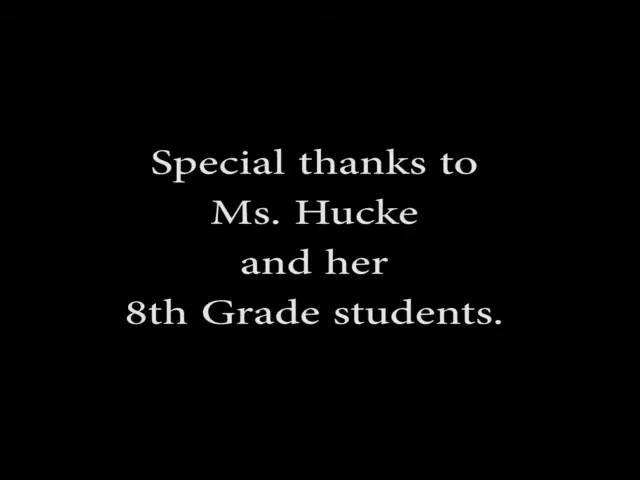 Special thanks to
Ms. Hucke
and her
8th Grade students.